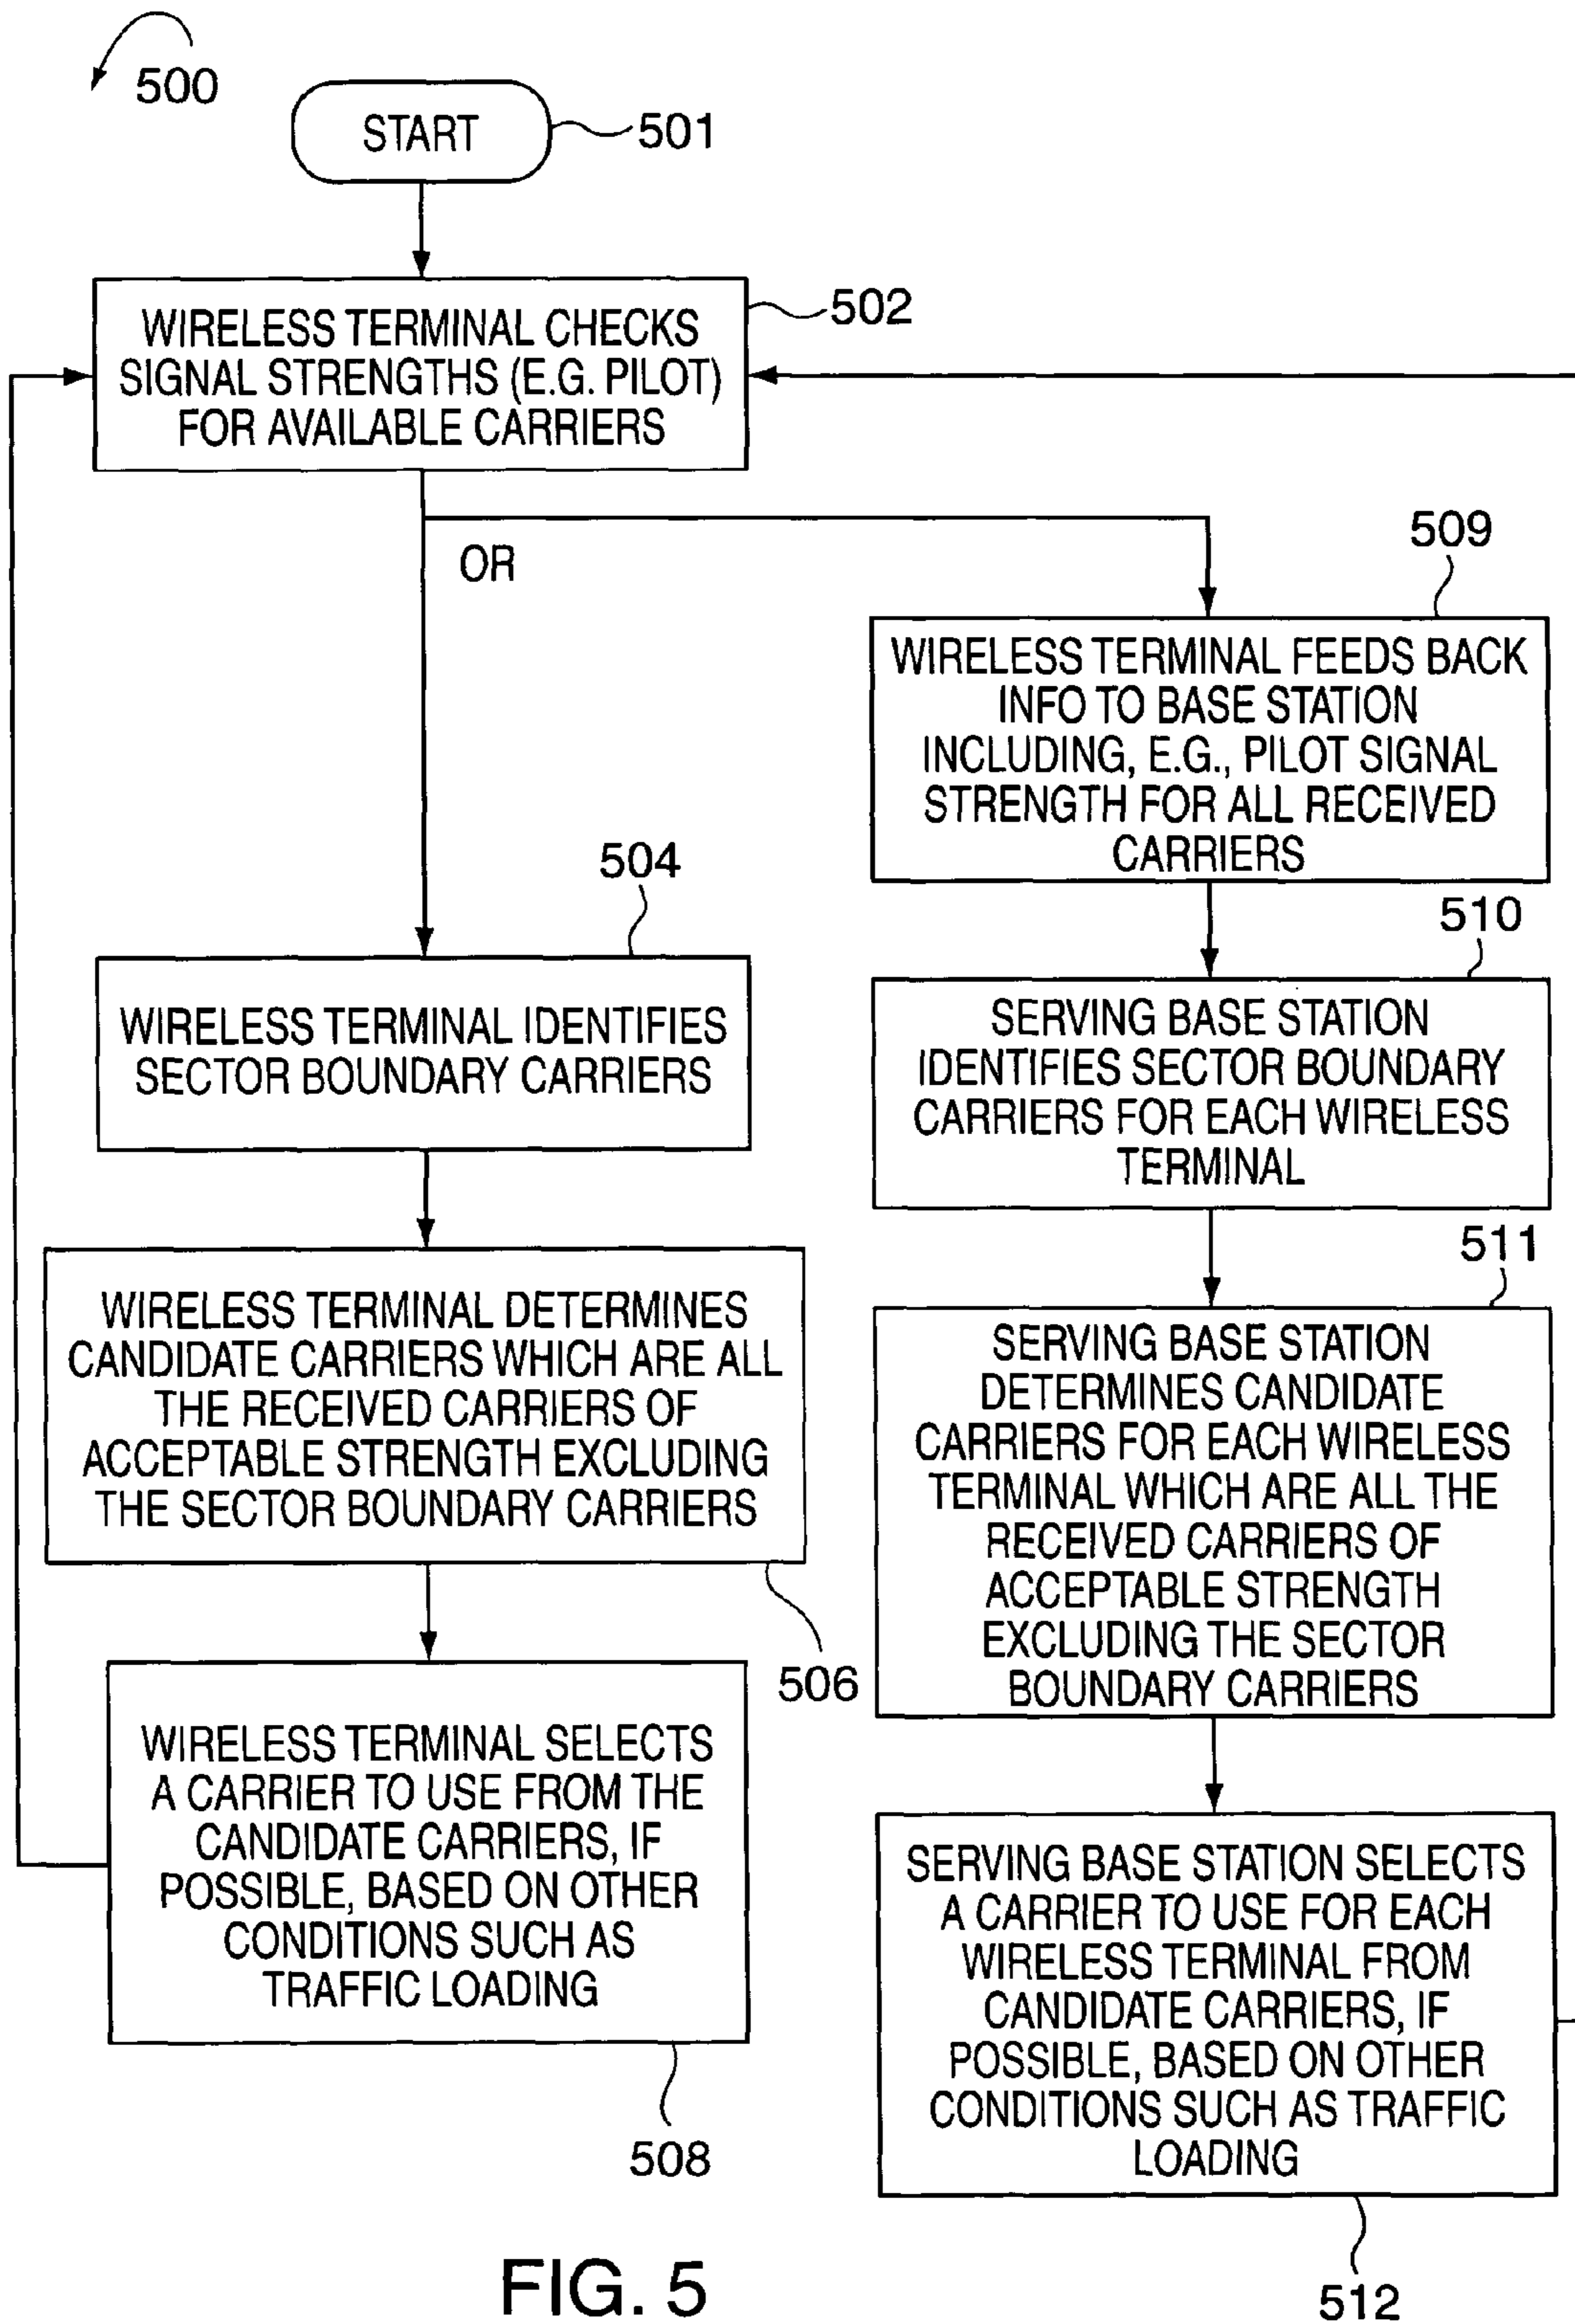 500
START
501
WIRELESS TERMINAL CHECKS
SIGNAL STRENGTHS (E.G. PILOT)
FOR AVAILABLE CARRIERS
502
OR
509
WIRELESS TERMINAL FEEDS BACK
INFO TO BASE STATION
INCLUDING, E.G., PILOT SIGNAL
STRENGTH FOR ALL RECEIVED
CARRIERS
504
WIRELESS TERMINAL IDENTIFIES
SECTOR BOUNDARY CARRIERS
510
SERVING BASE STATION
IDENTIFIES SECTOR BOUNDARY
CARRIERS FOR EACH WIRELESS
TERMINAL
WIRELESS TERMINAL DETERMINES
CANDIDATE CARRIERS WHICH ARE ALL
THE RECEIVED CARRIERS OF
ACCEPTABLE STRENGTH EXCLUDING
THE SECTOR BOUNDARY CARRIERS
506
511
SERVING BASE STATION
DETERMINES CANDIDATE
CARRIERS FOR EACH WIRELESS
TERMINAL WHICH ARE ALL THE
RECEIVED CARRIERS OF
ACCEPTABLE STRENGTH
EXCLUDING THE SECTOR
BOUNDARY CARRIERS
WIRELESS TERMINAL SELECTS
A CARRIER TO USE FROM THE
CANDIDATE CARRIERS, IF
POSSIBLE, BASED ON OTHER
CONDITIONS SUCH AS
TRAFFIC LOADING
508
SERVING BASE STATION SELECTS
A CARRIER TO USE FOR EACH
WIRELESS TERMINAL FROM
CANDIDATE CARRIERS, IF
POSSIBLE, BASED ON OTHER
CONDITIONS SUCH AS TRAFFIC
LOADING
512
FIG. 5